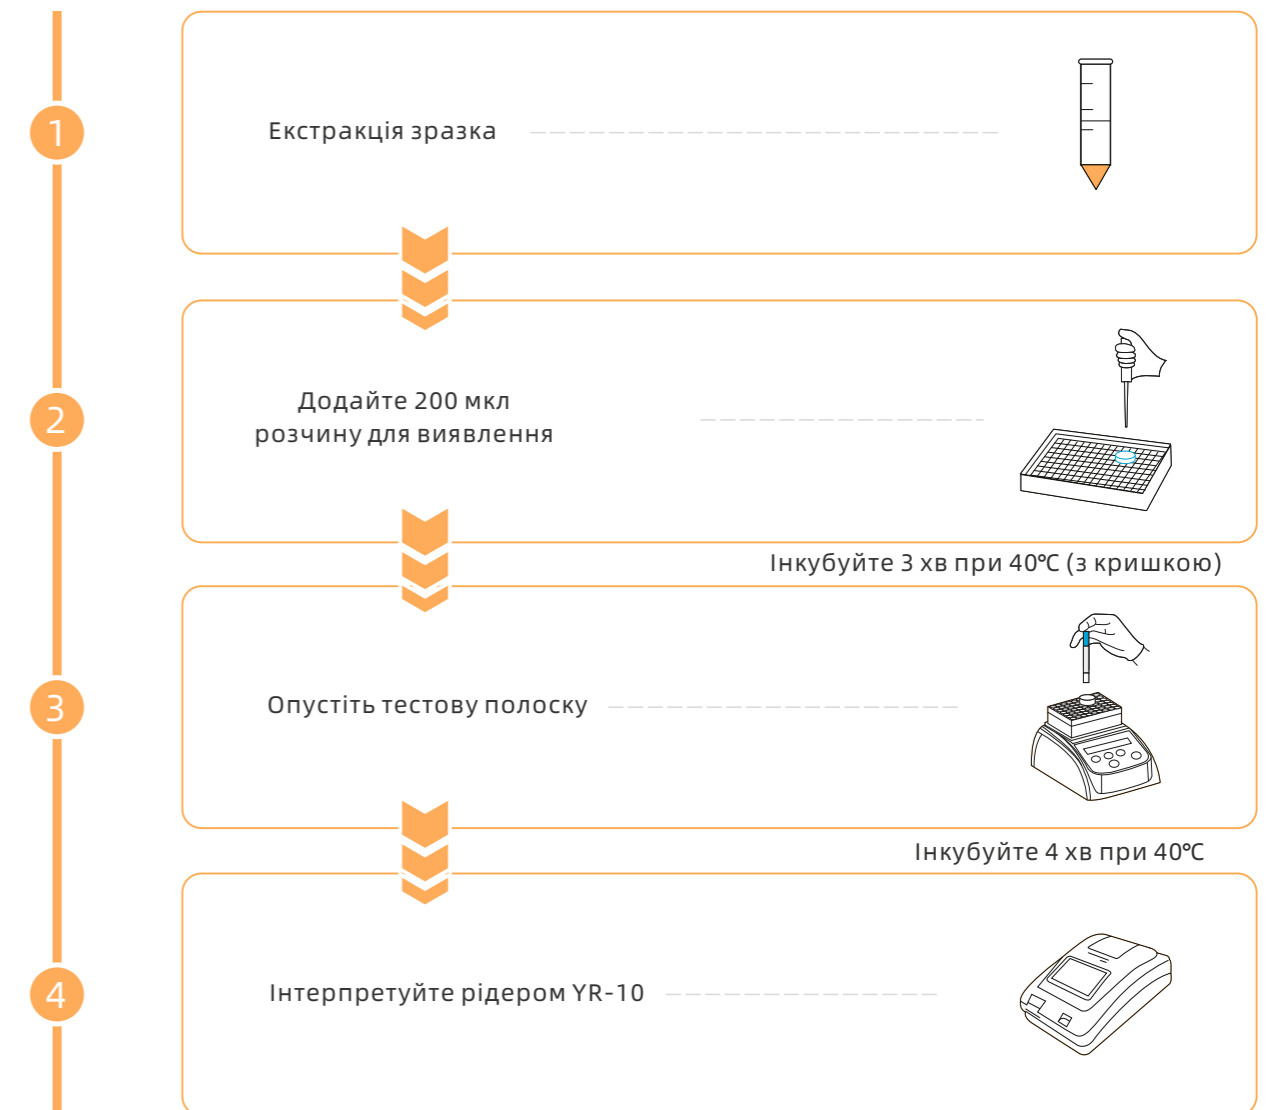 1
Екстракція зразка
2
Додайте 200 мкл
розчину для виявлення
Інкубуйте 3 хв при 40℃ (з кришкою)
3
Опустіть тестову полоску
Інкубуйте 4 хв при 40℃
4
Інтерпретуйте рідером YR-10